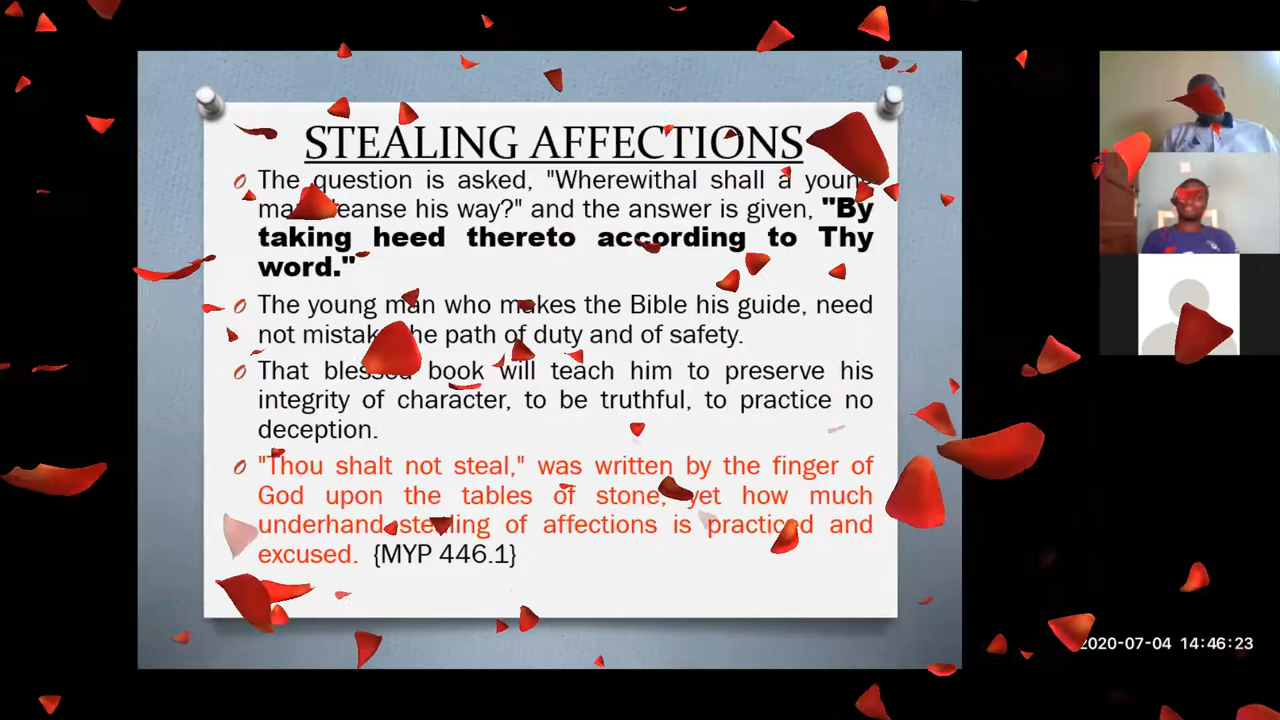 STEALING AFFECTIONS
The question is asked, "Wherewithal shall a young
man cleanse his way?" and the answer is given, "By
taking heed thereto according to Thy
word."
The young man who makes the Bible his guide, need
not mistake the path of duty and of safety.
That blessed book will teach him to preserve his
integrity of character, to be truthful, to practice no
deception.
"Thou shalt not steal," was written by the finger of
God upon the tables of stone, yet how much
underhand stealing of affections is practiced and
excused. {MYP 446.1}
2020-07-04 14:46:23